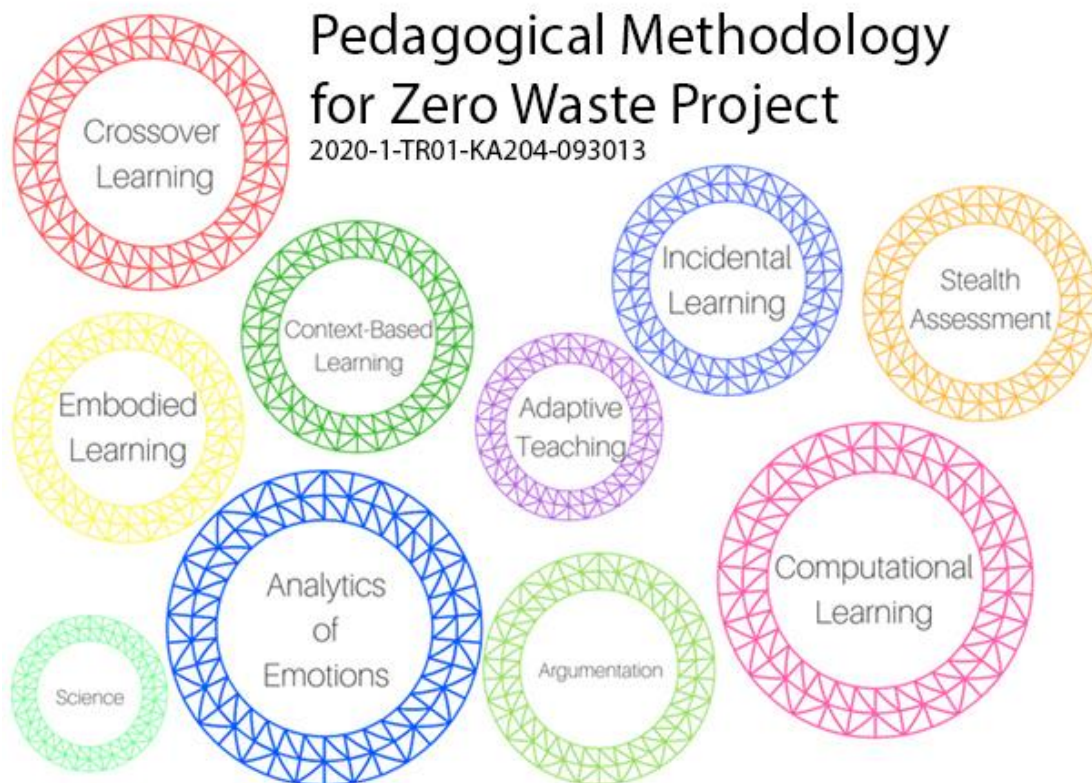 Pedagogical Methodology
for Zero Waste Project
2020-1-TR01-KA204-093013
Crossover
Learning
Incidental
Learning
Stealth
Assessment
Context-Based
Learning
Embodied
Learning
Adaptive
Teaching
Analytics
of
Emotions
Computational
Learning
Argumentation
Science